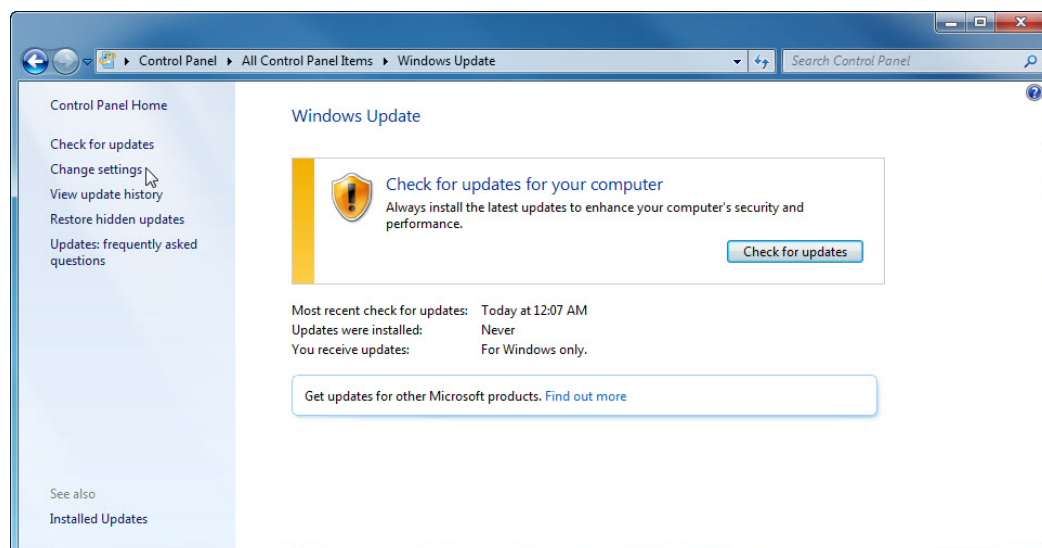 Control Panel All Control Panel Items Windows Update
Search Control Panel
Control Panel Home
Check for updates
Change settings
View update history
Restore hidden updates
Updates: frequently asked
questions
See also
Installed Updates
Windows Update
Check for updates for your computer
Always install the latest updates to enhance your computer's security and
performance.
Check for updates
Most recent check for updates: Today at 12:07 AM
Updates were installed: Never
You receive updates: For Windows only.
Get updates for other Microsoft products. Find out more